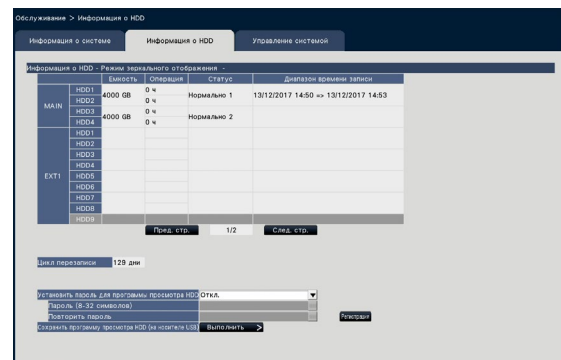 Обслуживание > Информация о HDD
Информация о системе Информация о HDD Управление системой
Информация о HDD - Режим зеркального отображения -
Емкость Операция Статус Диапазон времени записи
MAIN
HDD1 4000 GB 0 ч Нормально 1 13/12/2017 14:50 => 13/12/2017 14:53
HDD2 0 ч
HDD3 4000 GB 0 ч Нормально 2
HDD4 0 ч
EXT1
HDD1
HDD2
HDD3
HDD4
HDD5
HDD6
HDD7
HDD8
HDD9
Пред. стр. 1/2 След. стр.
Цикл перезаписи 129 дни
Установить пароль для программы просмотра HDD Откл.
Пароль (8-32 символов)
Повторить пароль Регистрация
Сохранить программу просмотра HDD (на носителе USB) Выполнить >